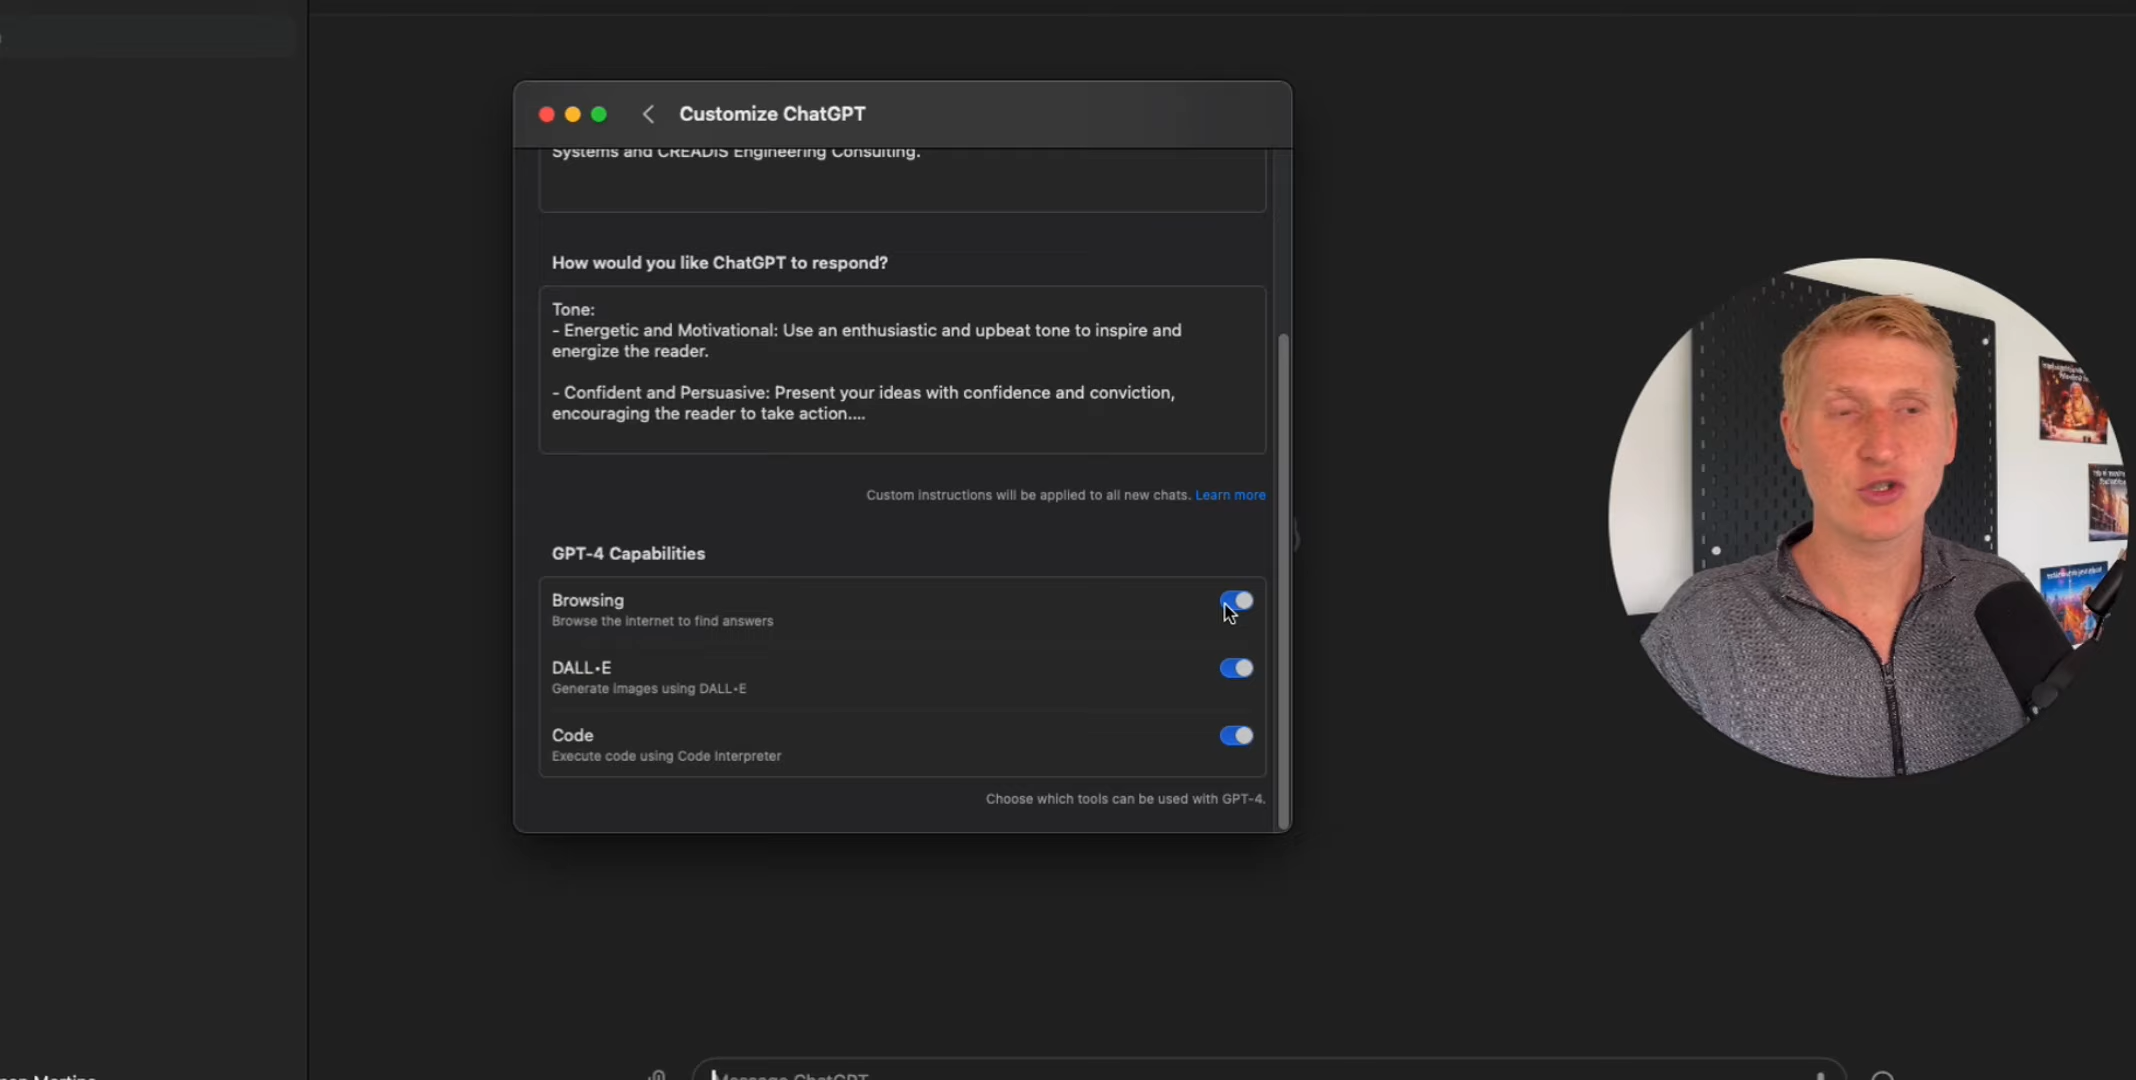 Customize ChatGPT
Systems and CREADIS Engineering Consulting.
How would you like ChatGPT to respond?
Tone:
- Energetic and Motivational: Use an enthusiastic and upbeat tone to inspire and
energize the reader.
- Confident and Persuasive: Present your ideas with confidence and conviction,
encouraging the reader to take action....
Custom instructions will be applied to all new chats. Learn more
GPT-4 Capabilities
Browsing
Browse the internet to find answers
DALL·E
Generate images using DALL·E
Code
Execute code using Code Interpreter
Choose which tools can be used with GPT-4.
Message ChatGPT